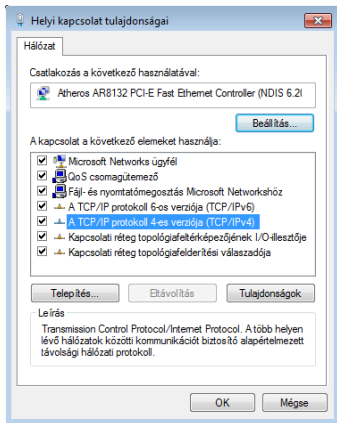 Helyi kapcsolat tulajdonságai
Hálózat
Csatlakozás a következő használatával:
Atheros AR8132 PCI-E Fast Ethernet Controller (NDIS 6.20
Beállítás...
A kapcsolat a következő elemeket használja:
Microsoft Networks ügyfél
QoS csomagütemező
Fájl- és nyomtatómegosztás Microsoft Networkshöz
A TCP/IP protokoll 6-os verziója (TCP/IPv6)
A TCP/IP protokoll 4-es verziója (TCP/IPv4)
Kapcsolati réteg topológiafeltérképezőjének I/O-illesztője
Kapcsolati réteg topológiafelderítési válaszadója
Telepítés...
Eltávolítás
Tulajdonságok
Leírás
Transmission Control Protocol/Internet Protocol. A több helyen
lévő hálózatok közötti kommunikációt biztosító alapértelmezett
távolsági hálózati protokoll.
OK
Mégse